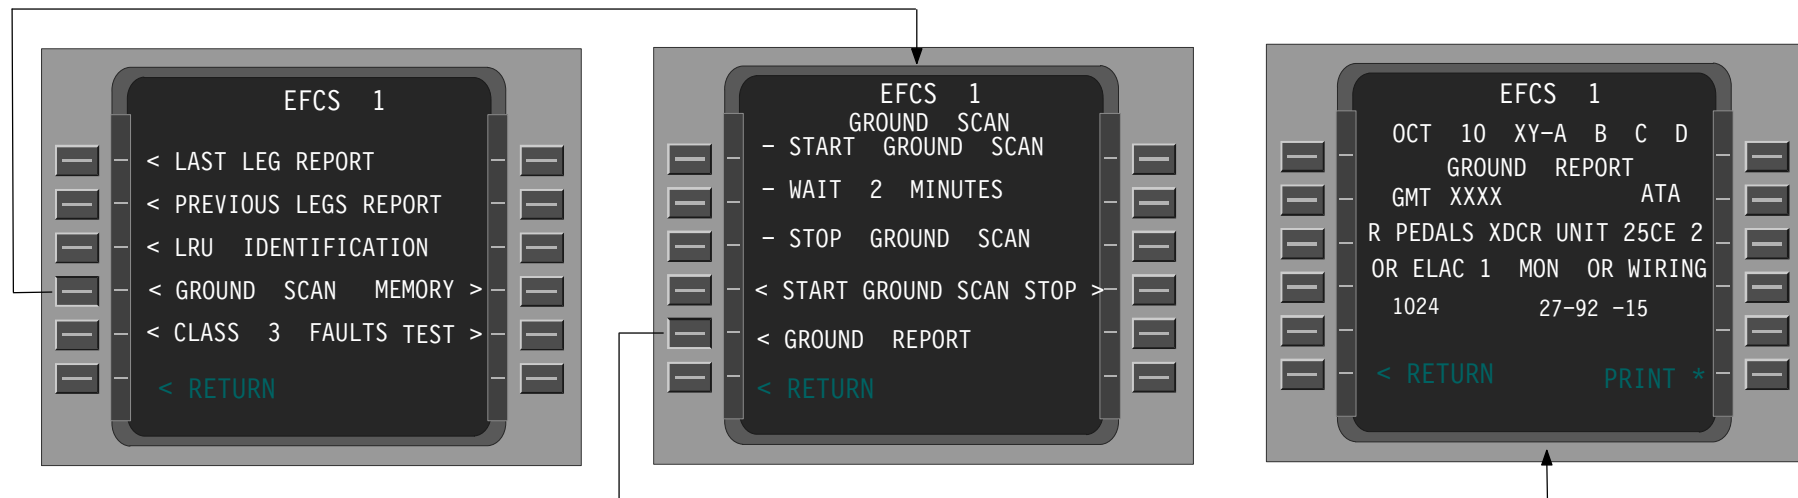 EFCS 1
< LAST LEG REPORT
< PREVIOUS LEGS REPORT
< LRU IDENTIFICATION
< GROUND SCAN MEMORY >
< CLASS 3 FAULTS TEST >
< RETURN
EFCS 1
GROUND SCAN
– START GROUND SCAN
– WAIT 2 MINUTES
– STOP GROUND SCAN
< START GROUND SCAN STOP >
< GROUND REPORT
< RETURN
EFCS 1
OCT 10 XY–A B C D
GROUND REPORT
GMT XXXX ATA
R PEDALS XDCR UNIT 25CE 2
OR ELAC 1 MON OR WIRING
1024 27–92 –15
< RETURN PRINT *